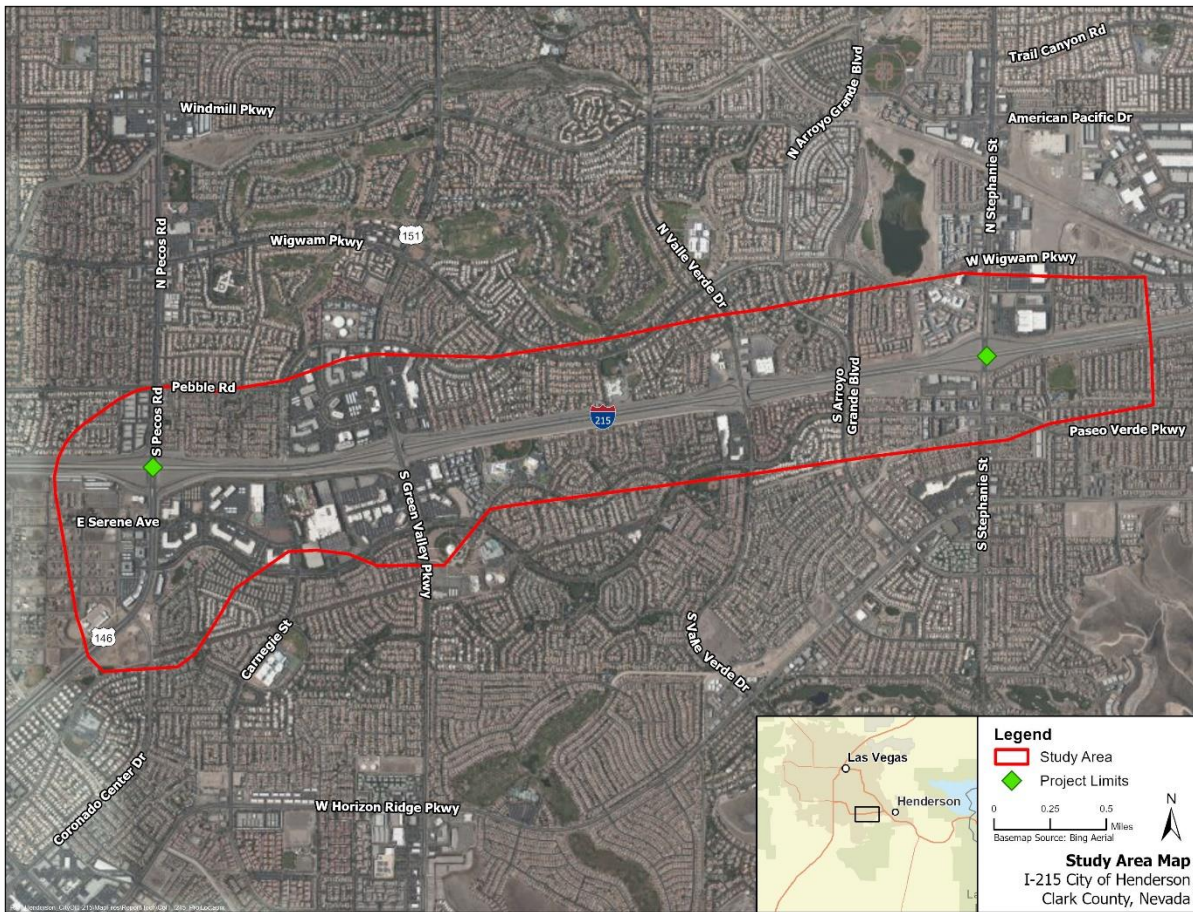 Trail Canyon Rd
Windmill Pkwy
American Pacific Dr
N Arroyo Grande Blvd
N Stephanie St
N Pecos Rd
Wigwam Pkwy
151
N Valle Verde Dr
W Wigwam Pkwy
Pebble Rd
S Pecos Rd
215
S Arroyo
Grande Blvd
Paseo Verde Pkwy
E Serene Ave
S Green Valley Pkwy
S Stephanie St
146
Carnegie St
S Valle Verde Dr
Coronado Center Dr
W Horizon Ridge Pkwy
Las Vegas
Henderson
Legend
Study Area
Project Limits
0 0.25 0.5
Miles
N
Basemap Source: Bing Aerial
Study Area Map
I-215 City of Henderson
Clark County, Nevada